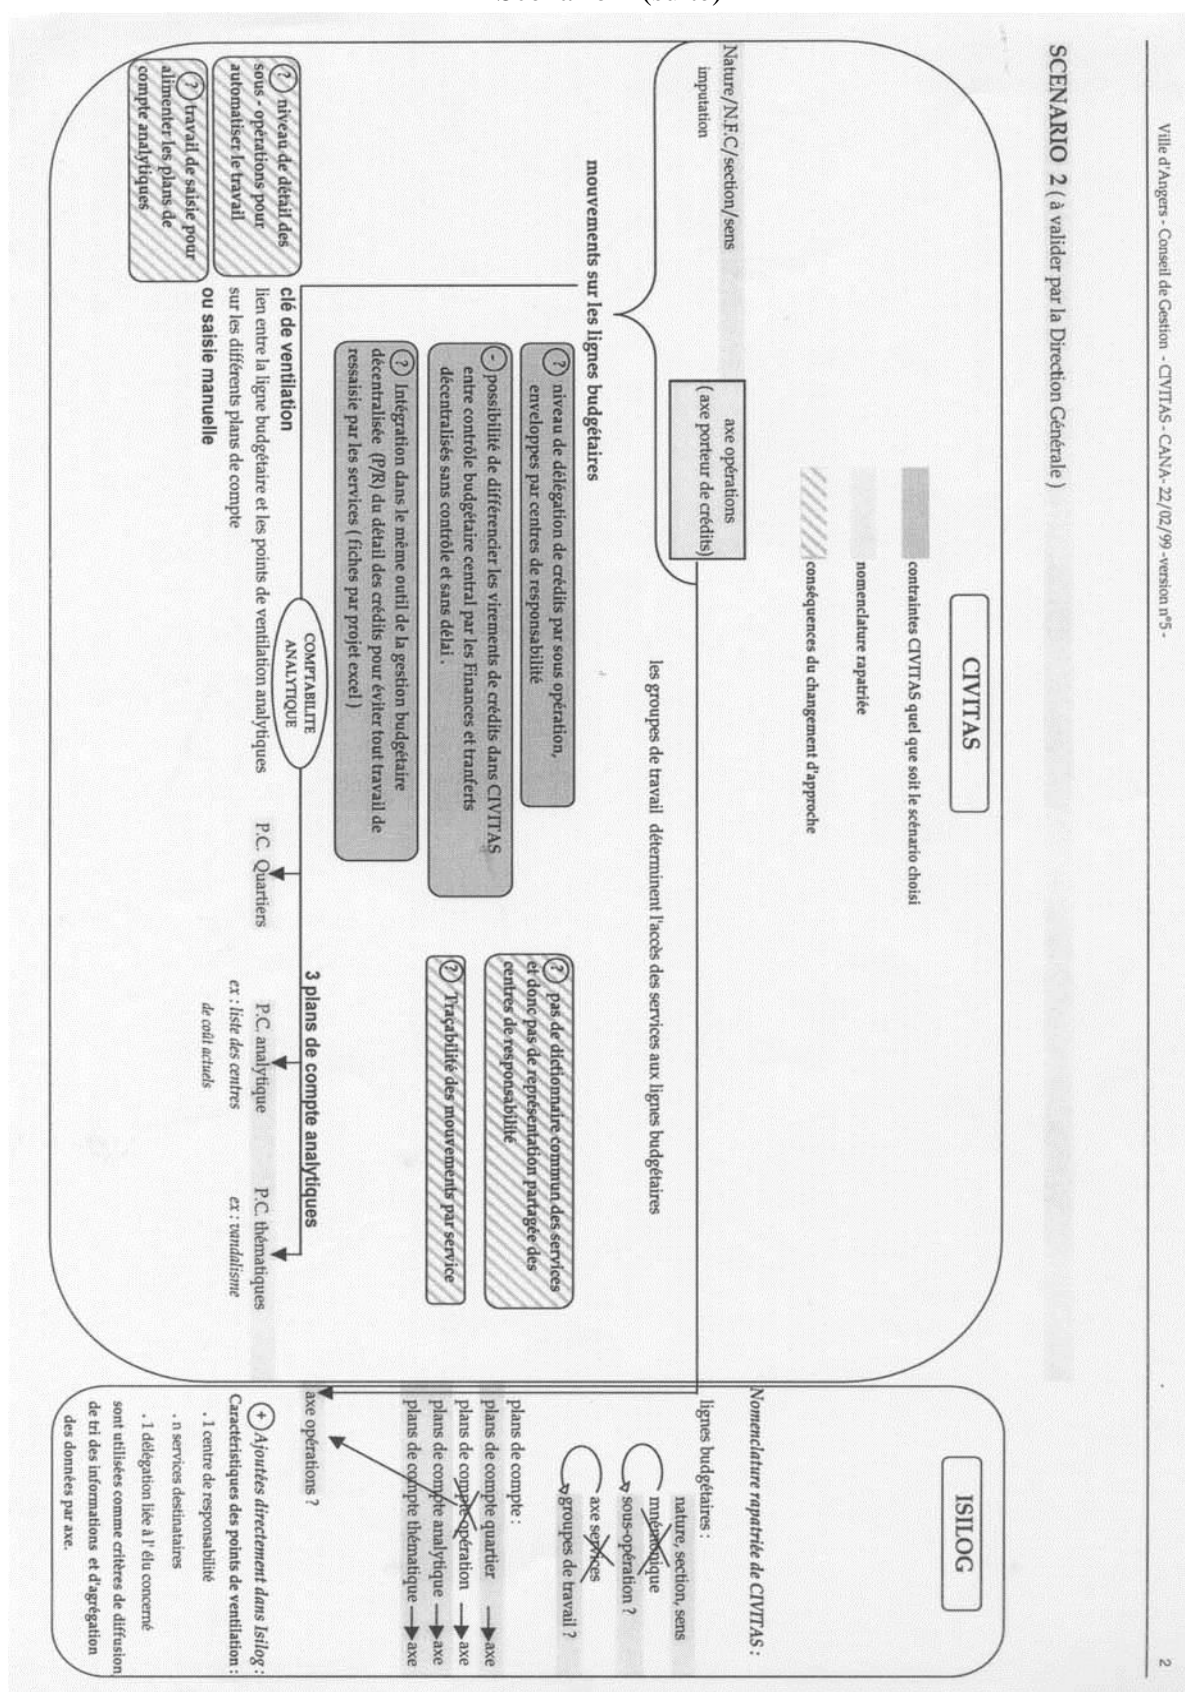 Ville d'Angers - Conseil de Gestion - CIVITAS - CANA- 22/02/99 -version n°5 -
2
SCENARIO 2 ( à valider par la Direction Générale )
CIVITAS
contraintes CIVITAS quel que soit le scénario choisi
nomenclature rapatriée
conséquences du changement d'approche
Nature/N.F.C/section/sens
imputation
axe opérations
( axe porteur de crédits)
les groupes de travail déterminent l'accès des services aux lignes budgétaires
mouvements sur les lignes budgétaires
? niveau de délégation de crédits par sous opération,
enveloppes par centres de responsabilité
- possibilité de différencier les virements de crédits dans CIVITAS
entre contrôle budgétaire central par les Finances et tranferts
décentralisés sans contrôle et sans délai .
? Intégration dans le même outil de la gestion budgétaire
décentralisée (P/R) du détail des crédits pour éviter tout travail de
ressaisie par les services ( fiches par projet excel )
? pas de dictionnaire commun des services
et donc pas de représentation partagée des
centres de responsabilité
? Traçabilité des mouvements par service
? niveau de détail des
sous - opérations pour
automatiser le travail
? travail de saisie pour
alimenter les plans de
compte analytiques
clé de ventilation
lien entre la ligne budgétaire et les points de ventilation analytiques
sur les différents plans de compte
ou saisie manuelle
COMPTABILITE
ANALYTIQUE
3 plans de compte analytiques
P.C. Quartiers
P.C. analytique
ex : liste des centres
de coût actuels
P.C. thématiques
ex : vandalisme
ISILOG
Nomenclature rapatriée de CIVITAS :
lignes budgétaires :
nature, section, sens
mnémonique
sous-opération ?
axe services
groupes de travail ?
plans de compte :
plans de compte quartier axe
plans de compte opération axe
plans de compte analytique axe
plans de compte thématique axe
axe opérations ?
+ Ajoutées directement dans Isilog :
Caractéristiques des points de ventilation :
. 1 centre de responsabilité
. n services destinataires
. 1 délégation liée à l' élu concerné
sont utilisées comme critères de diffusion
de tri des informations et d'agrégation
des données par axe.